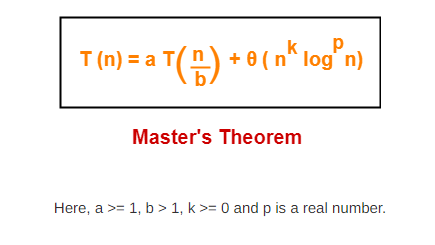 T (n) = a T(n/b) + θ ( n^k log^p n)
Master's Theorem
Here, a >= 1, b > 1, k >= 0 and p is a real number.